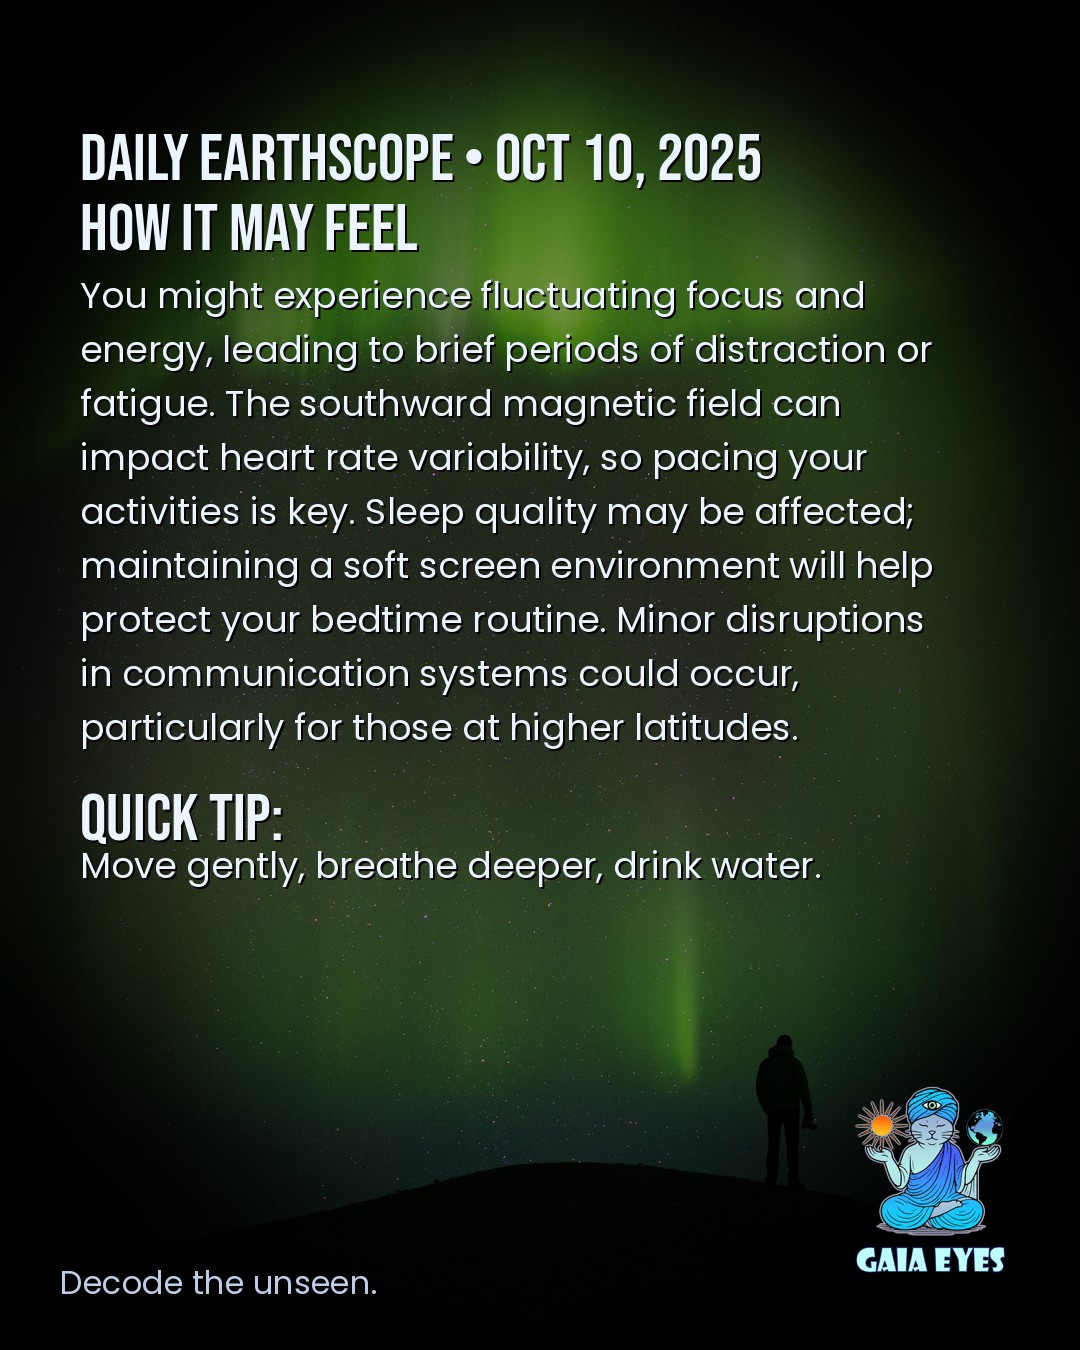 DAILY EARTHSCOPE • OCT 10, 2025
HOW IT MAY FEEL
You might experience fluctuating focus and
energy, leading to brief periods of distraction or
fatigue. The southward magnetic field can
impact heart rate variability, so pacing your
activities is key. Sleep quality may be affected;
maintaining a soft screen environment will help
protect your bedtime routine. Minor disruptions
in communication systems could occur,
particularly for those at higher latitudes.
QUICK TIP:
Move gently, breathe deeper, drink water.
GAIA EYES
Decode the unseen.